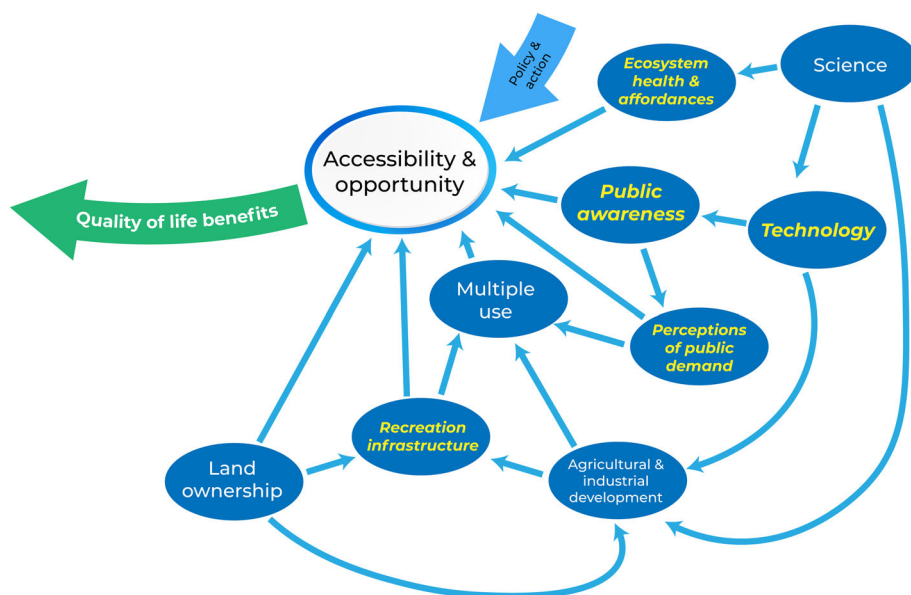 Policy &
action
Ecosystem
health &
affordances
Science
Accessibility &
opportunity
Quality of life benefits
Public
awareness
Technology
Multiple
use
Perceptions
of public
demand
Recreation
infrastructure
Land
ownership
Agricultural &
industrial
development